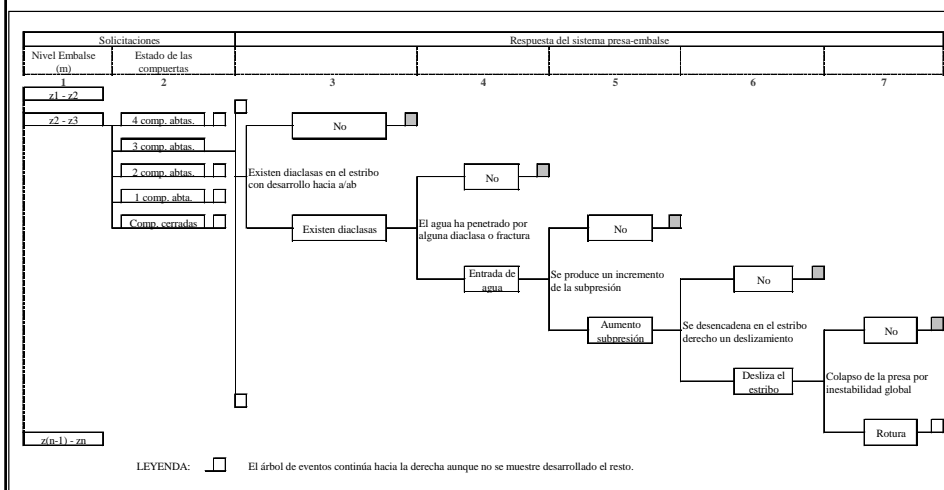 Solicitaciones
Respuesta del sistema presa-embalse
Nivel Embalse
(m)
Estado de las
compuertas
1
2
3
4
5
6
7
z1 - z2
z2 - z3
4 comp. abtas.
3 comp. abtas.
2 comp. abtas.
1 comp. abta.
Comp. cerradas
No
Existen diaclasas en el estribo
con desarrollo hacia a/ab
Existen diaclasas
No
El agua ha penetrado por
alguna diaclasa o fractura
Entrada de
agua
No
Se produce un incremento
de la subpresión
Aumento
subpresión
No
Se desencadena en el estribo
derecho un deslizamiento
Desliza el
estribo
No
Colapso de la presa por
inestabilidad global
Rotura
z(n-1) - zn
LEYENDA:
El árbol de eventos continúa hacia la derecha aunque no se muestre desarrollado el resto.